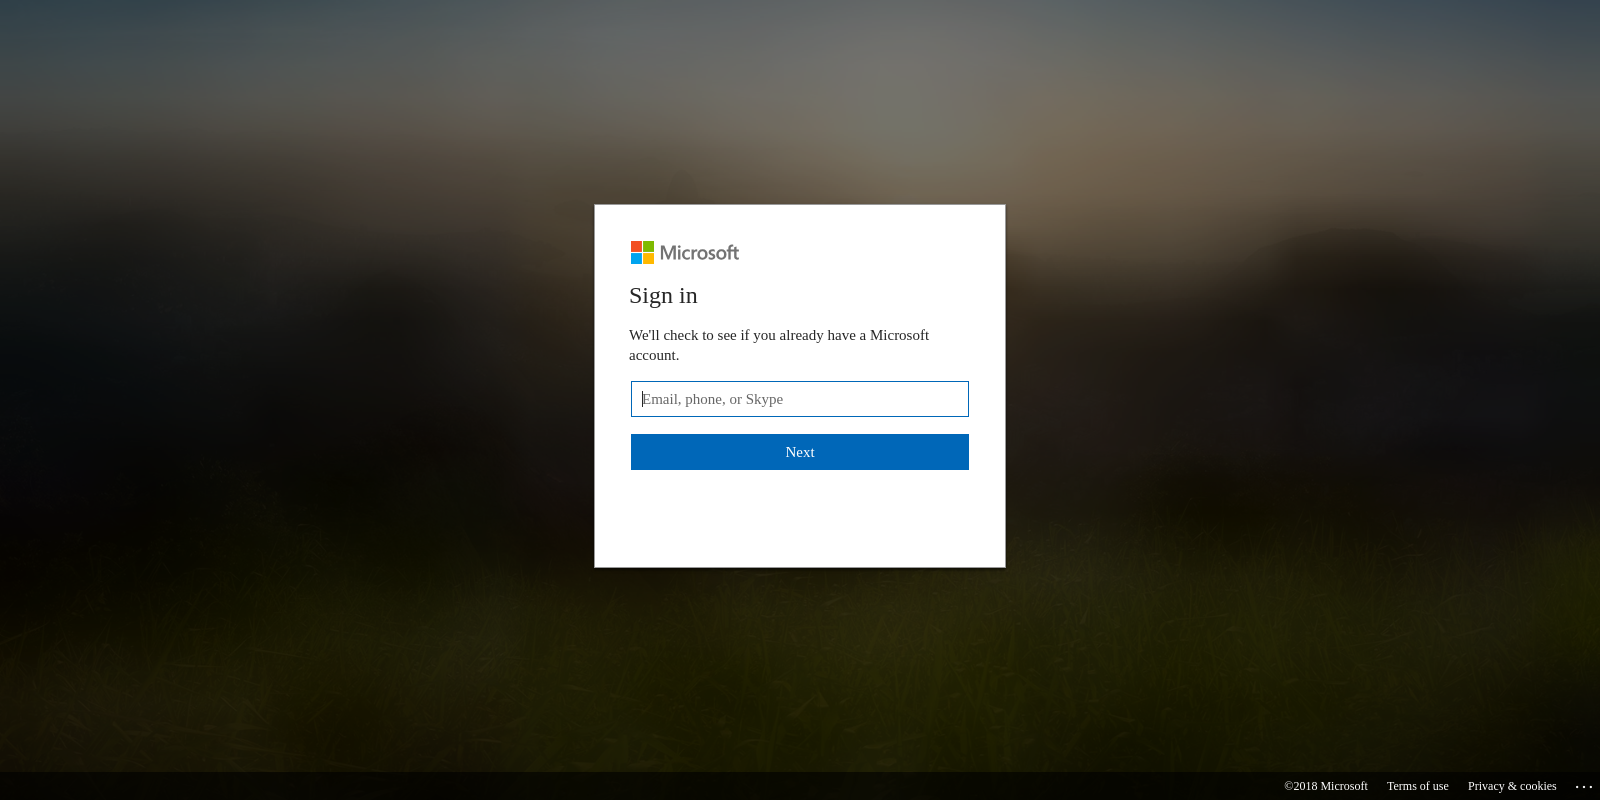 Microsoft
Sign in
We'll check to see if you already have a Microsoft
account.
Email, phone, or Skype
Next
©2018 Microsoft Terms of use Privacy & cookies ...